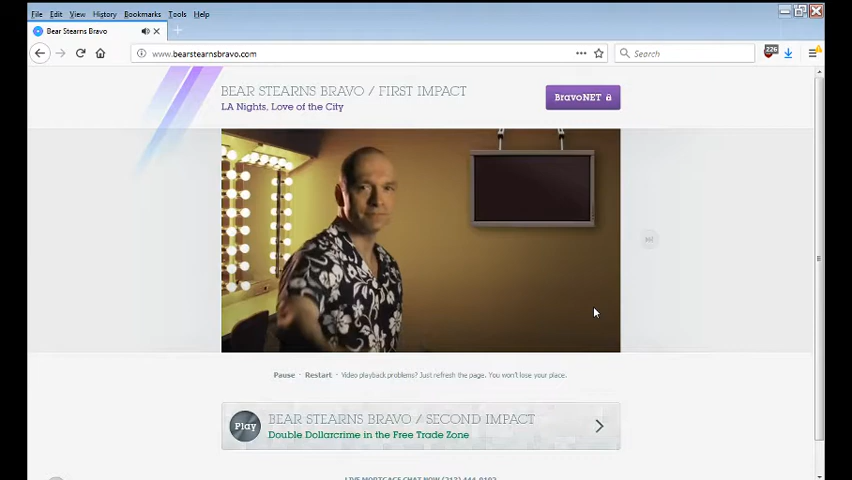 File Edit View History Bookmarks Tools Help
Bear Stearns Bravo
www.bearstearnsbravo.com
Search
226
BEAR STEARNS BRAVO / FIRST IMPACT
LA Nights, Love of the City
BravoNET
Pause · Restart · Video playback problems? Just refresh the page. You won't lose your place.
Play
BEAR STEARNS BRAVO / SECOND IMPACT
Double Dollarcrime in the Free Trade Zone
LIVE MORTGAGE CHAT NOW